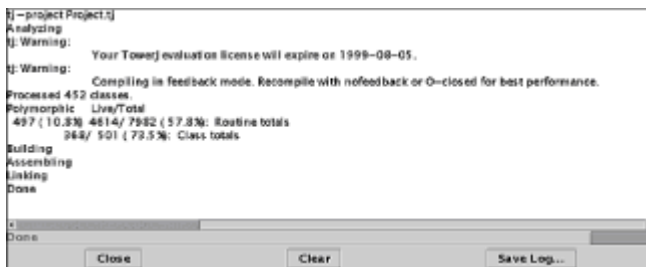 tj -project Project.tj
Analyzing
tj: Warning:
Your TowerJ evaluation license will expire on 1999-08-05.
tj: Warning:
Compiling in feedback mode. Recompile with nofeedback or O-closed for best performance.
Processed 452 classes.
Polymorphic Live/Total
497 ( 10.8%) 4614/ 7982 ( 57.8%): Routine totals
368/ 501 ( 73.5%): Class totals
Building
Assembling
Linking
Done
Done
Close Clear Save Log...